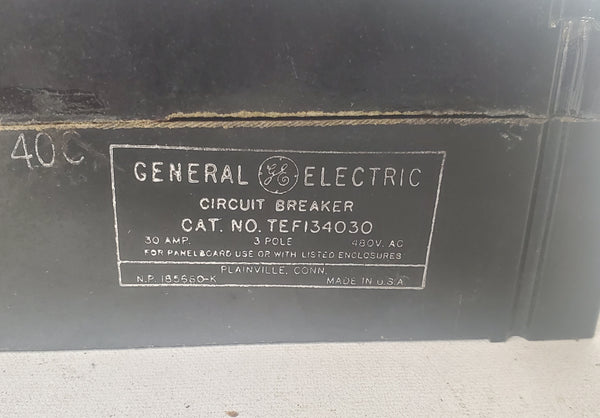 40C
GENERAL GE ELECTRIC
CIRCUIT BREAKER
CAT. NO. TEF134030
30 AMP. 3 POLE 480V. AC
FOR PANELBOARD USE OR WITH LISTED ENCLOSURES
PLAINVILLE, CONN.
N.P. 185660-K MADE IN U.S.A.